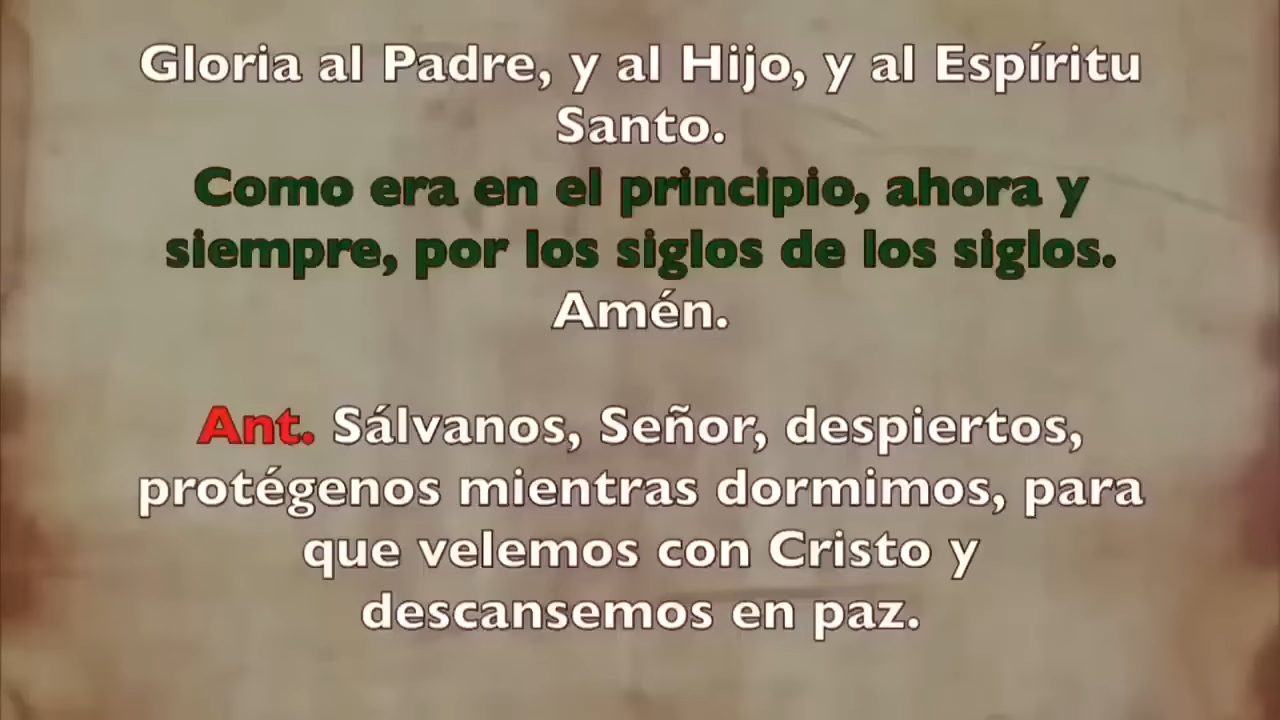 Gloria al Padre, y al Hijo, y al Espíritu
Santo.
Como era en el principio, ahora y
siempre, por los siglos de los siglos.
Amén.
Ant. Sálvanos, Señor, despiertos,
protégenos mientras dormimos, para
que velemos con Cristo y
descansemos en paz.